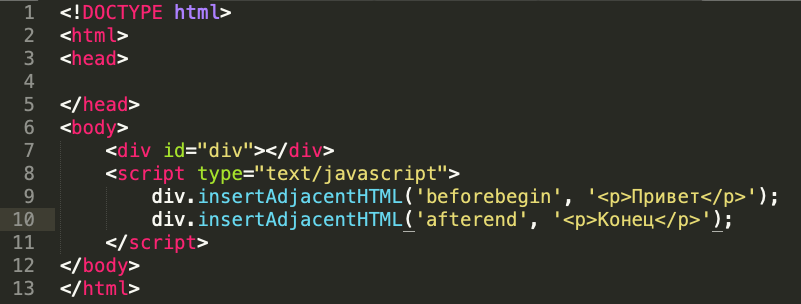 1 <!DOCTYPE html>
2 <html>
3 <head>
4
5 </head>
6 <body>
7     <div id="div"></div>
8     <script type="text/javascript">
9         div.insertAdjacentHTML('beforebegin', '<p>Привет</p>');
10         div.insertAdjacentHTML('afterend', '<p>Конец</p>');
11     </script>
12 </body>
13 </html>